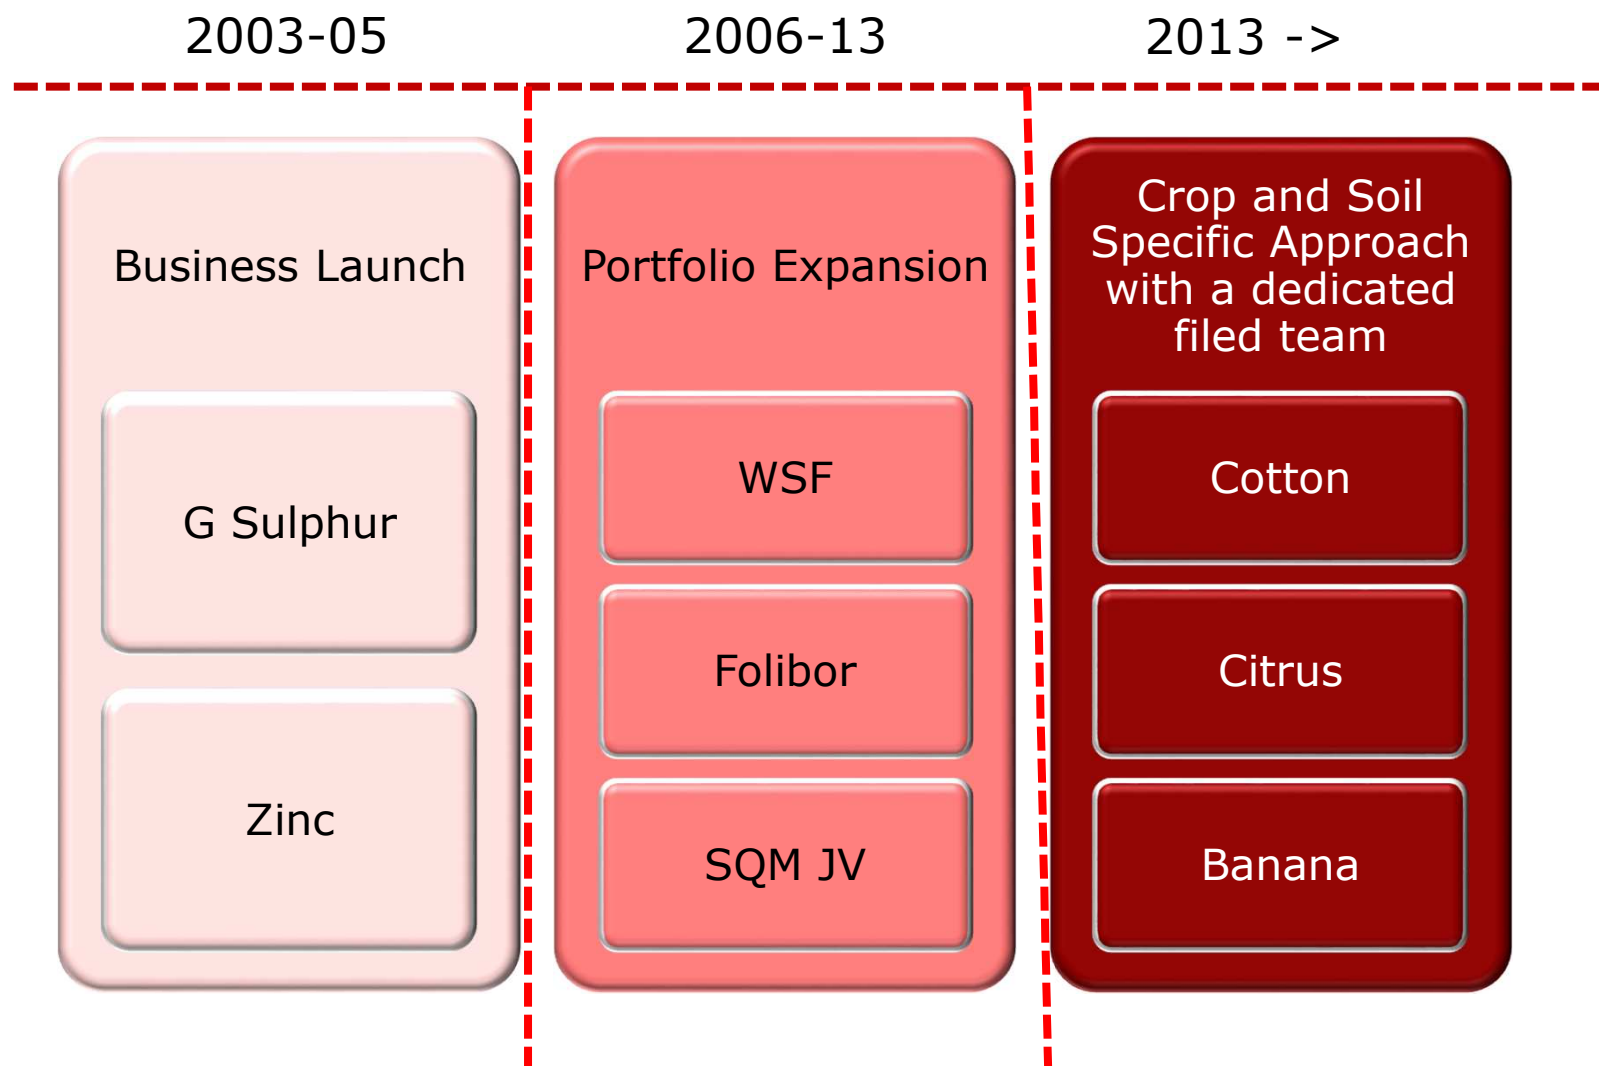 2003-05
2006-13
2013 ->
Business Launch
G Sulphur
Zinc
Portfolio Expansion
WSF
Folibor
SQM JV
Crop and Soil
Specific Approach
with a dedicated
filed team
Cotton
Citrus
Banana